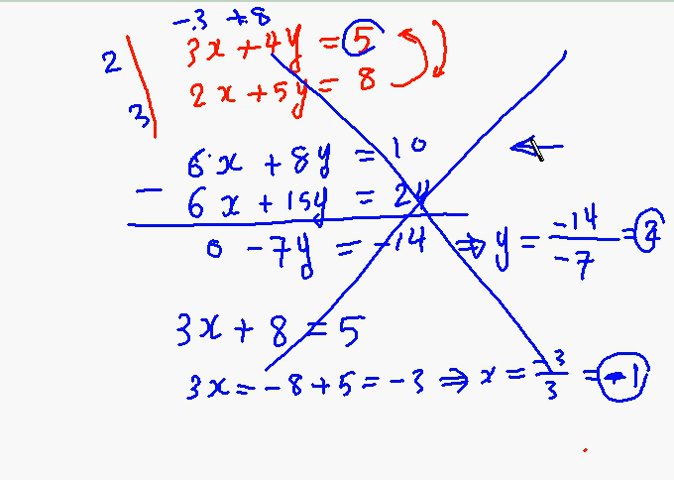 -3 +8
3x + 4y = 5
2 3
2x + 5y = 8
6x + 8y = 10
- 6x + 15y = 24
0 - 7y = -14 ⇒ y = -14/-7 = 2
3x + 8 = 5
3x = -8 + 5 = -3 ⇒ x = -3/3 = -1